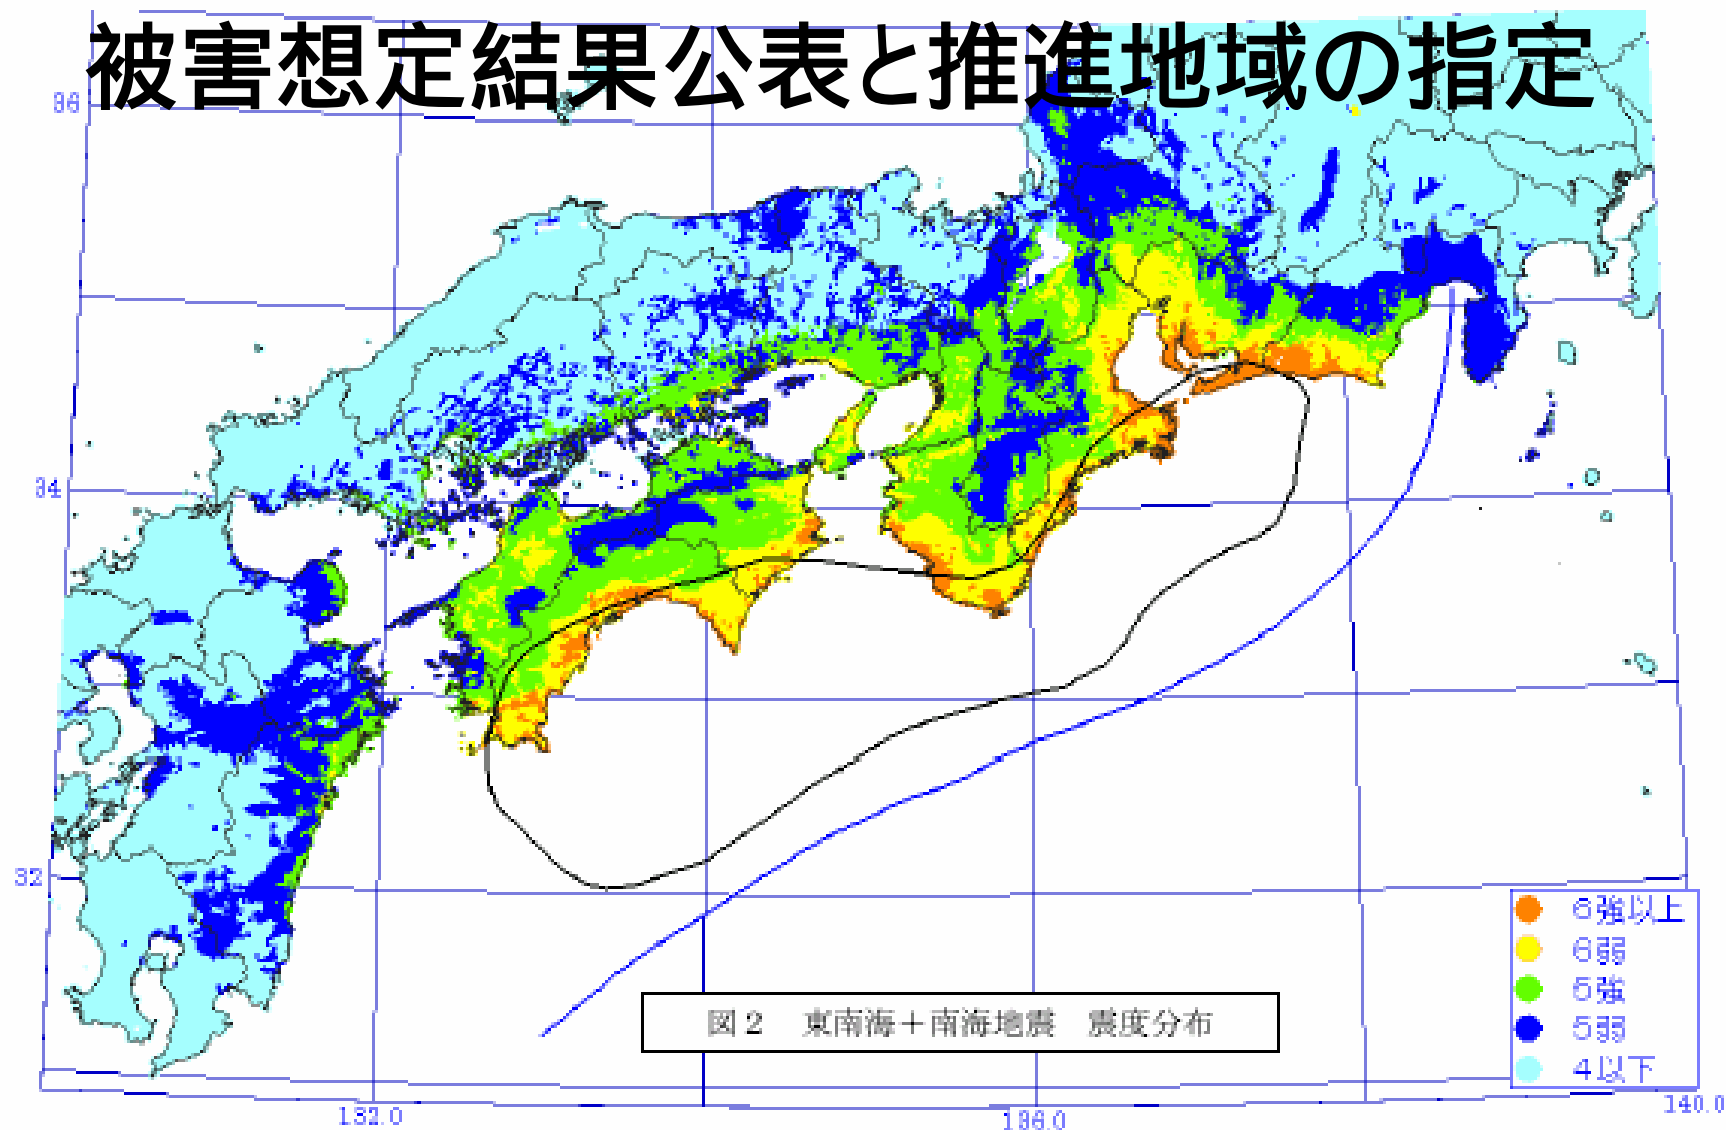 被害想定結果公表と推進地域の指定
36
34
32
6強以上
6弱
5強
5弱
4以下
図2 東南海+南海地震 震度分布
132.0
136.0
140.0